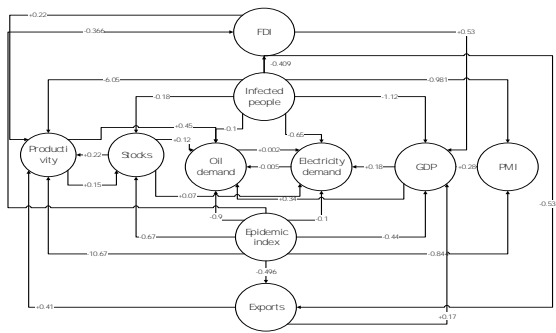 +0.22
-0.366
FDI
+0.53
-0.409
-6.05
Infected
people
-0.981
-0.18
-1.12
+0.45
-0.1
-0.65
+0.12
+0.002
Producti
vity
+0.22
Stocks
Oil
demand
-0.005
Electricity
demand
+0.18
GDP
+0.28
PMI
+0.15
+0.07
+0.34
-0.53
-0.9
-0.1
Epidemic
index
-0.67
-0.44
-10.67
-0.84
-0.496
+0.41
Exports
+0.17